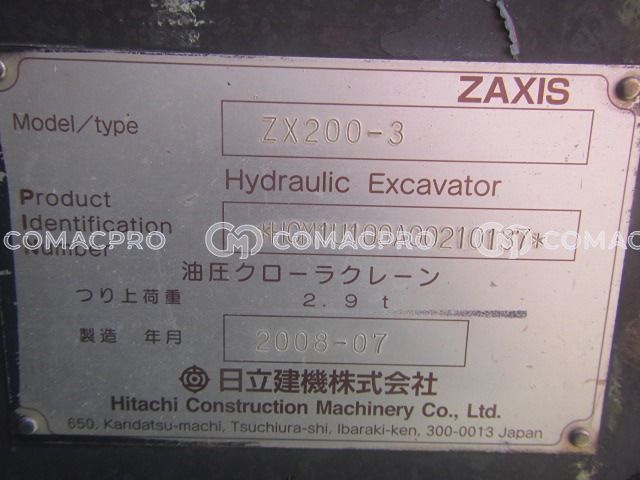 ZAXIS
Model/type ZX200-3
Hydraulic Excavator
Product
Identification
Number
COMACPRO COMACPRO COMACPRO
油圧クローラクレーン
つり上荷重 2.9 t
製造 年月 2008-07
日立建機株式会社
Hitachi Construction Machinery Co., Ltd.
650, Kandatsu-machi, Tsuchiura-shi, Ibaraki-ken, 300-0013 Japan